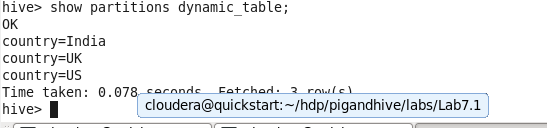 hive> show partitions dynamic_table;
OK
country=India
country=UK
country=US
Time taken: 0.078 seconds, Fetched: 3 row(s)
hive>
cloudera@quickstart:~/hdp/pigandhive/labs/Lab7.1